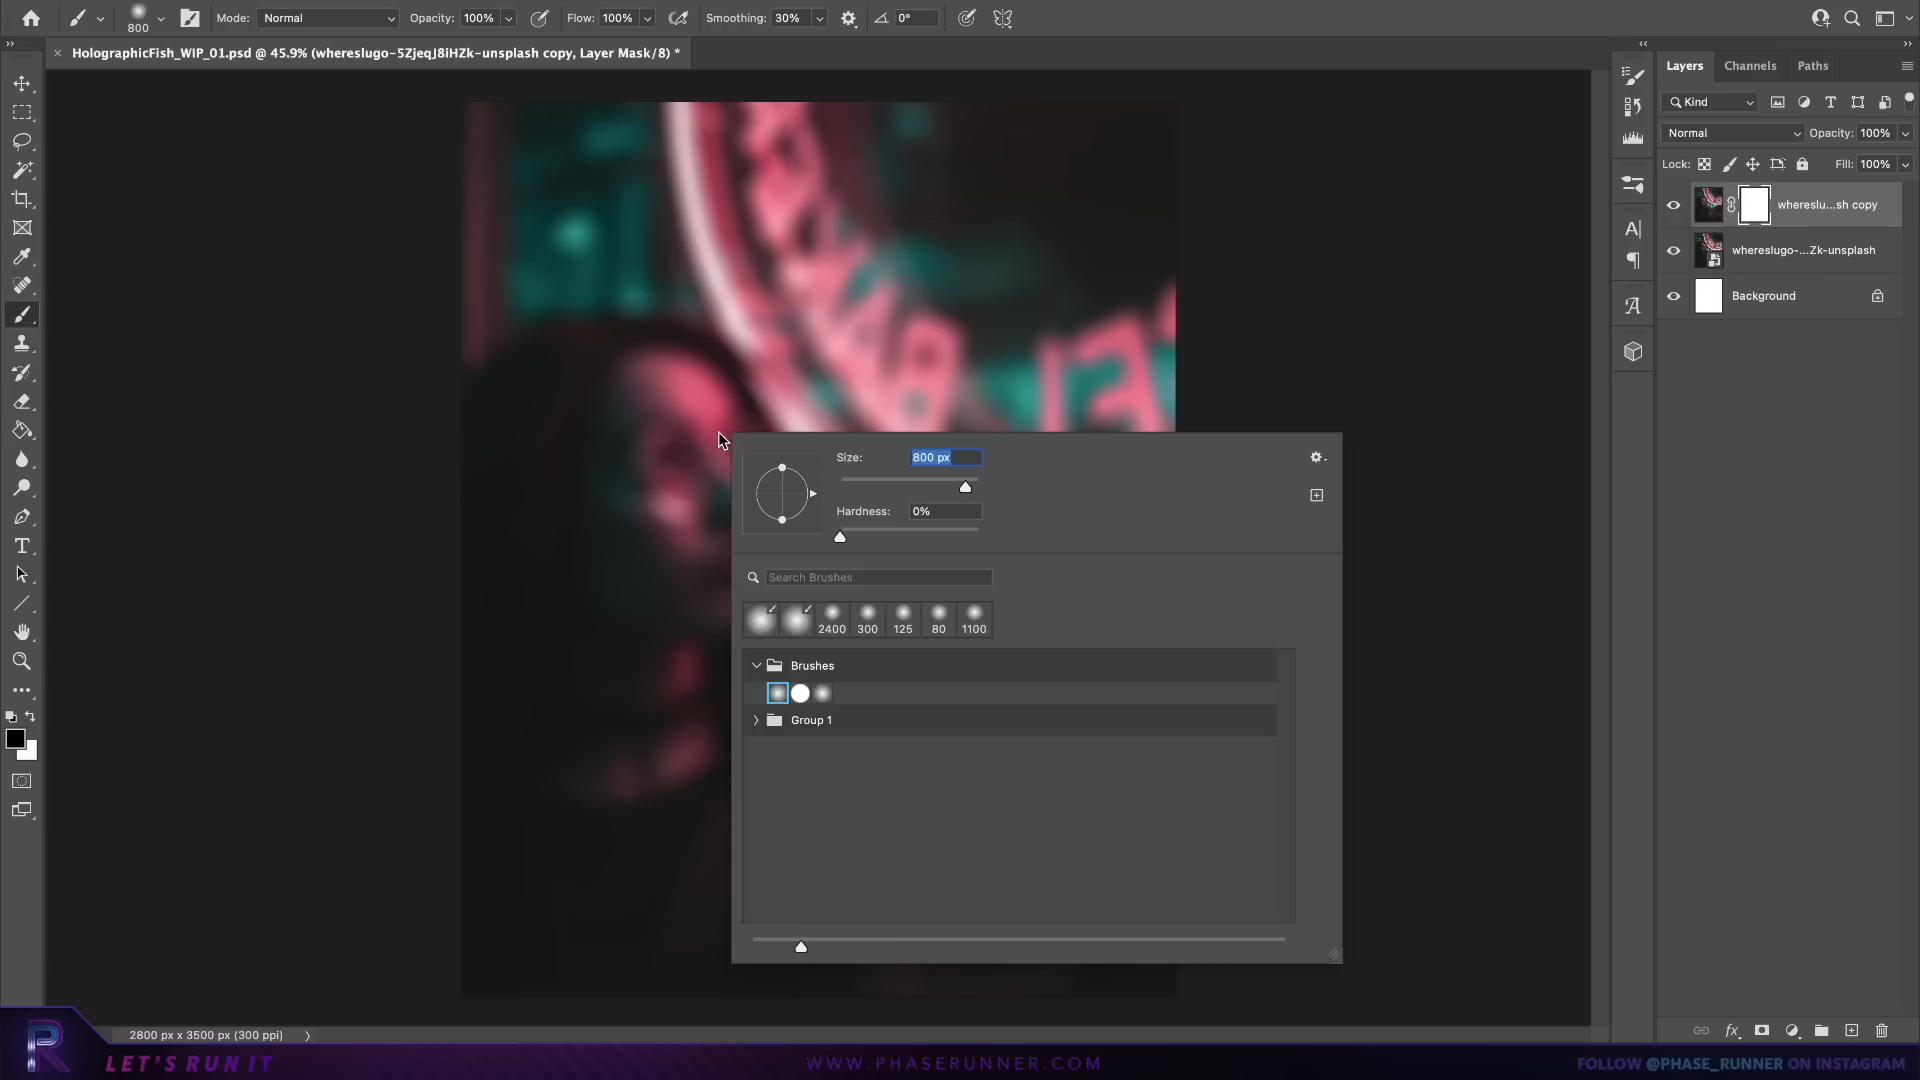 800
Mode: Normal
Opacity: 100%
Flow: 100%
Smoothing: 30%
0°
HolographicFish_WIP_01.psd @ 45.9% (whereslugo-5ZjeqJ8iHZk-unsplash copy, Layer Mask/8) *
Layers
Channels
Paths
Kind
Normal
Opacity: 100%
Lock:
Fill: 100%
whereslu...sh copy
whereslugo-...Zk-unsplash
Background
Size: 800 px
Hardness: 0%
Search Brushes
2400
300
125
80
1100
Brushes
Group 1
2800 px x 3500 px (300 ppi)
R
LET'S RUN IT
WWW.PHASERUNNER.COM
FOLLOW @PHASE_RUNNER ON INSTAGRAM